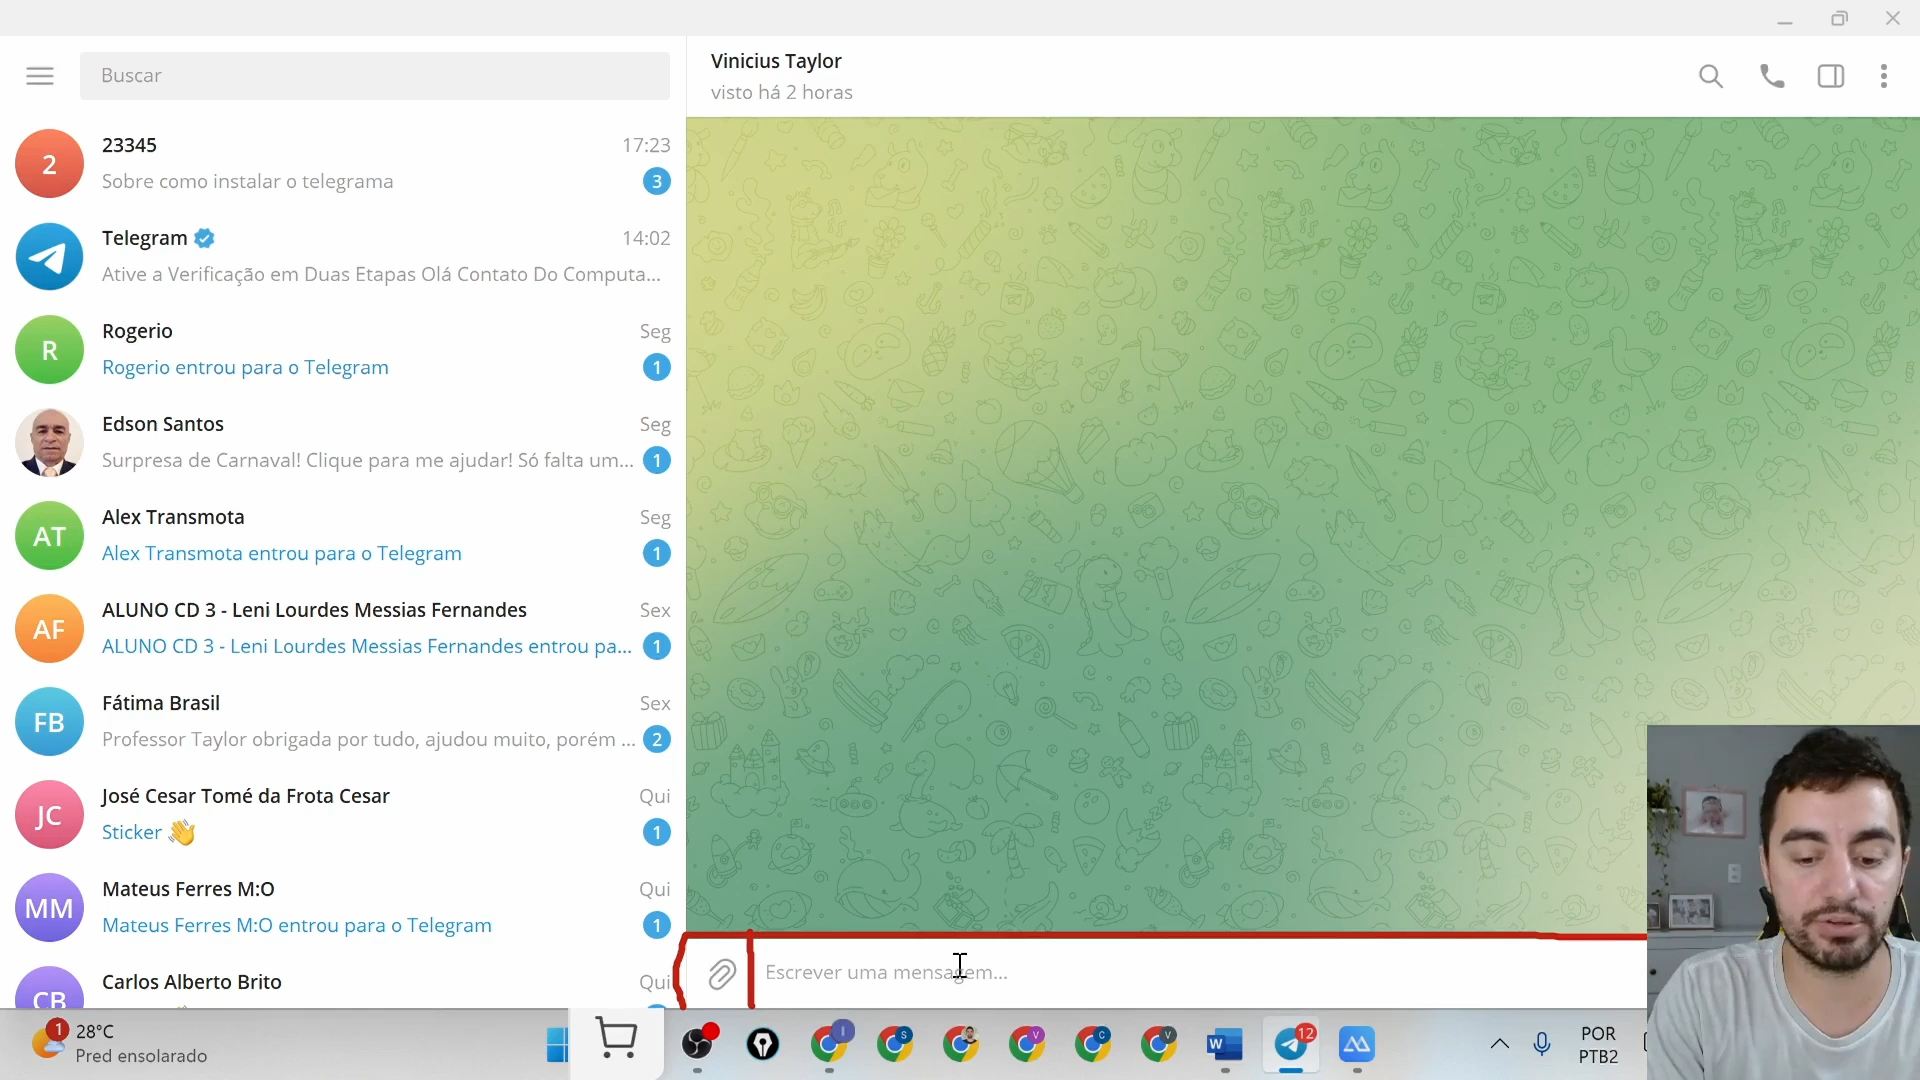 Buscar
23345
17:23
Sobre como instalar o telegrama
3
2
Telegram
14:02
Ative a Verificação em Duas Etapas Olá Contato Do Computa...
Rogerio
Seg
Rogerio entrou para o Telegram
1
R
Edson Santos
Seg
Surpresa de Carnaval! Clique para me ajudar! Só falta um...
1
Alex Transmota
Seg
Alex Transmota entrou para o Telegram
1
AT
ALUNO CD 3 - Leni Lourdes Messias Fernandes
Sex
ALUNO CD 3 - Leni Lourdes Messias Fernandes entrou pa...
1
AF
Fátima Brasil
Sex
Professor Taylor obrigada por tudo, ajudou muito, porém ...
2
FB
José Cesar Tomé da Frota Cesar
Qui
Sticker 👋
1
JC
Mateus Ferres M:O
Qui
Mateus Ferres M:O entrou para o Telegram
1
MM
Carlos Alberto Brito
Qui
CB
Vinicius Taylor
visto há 2 horas
Escrever uma mensagem...
1
28°C
Pred ensolarado
I
S
V
C
V
W
12
POR
PTB2